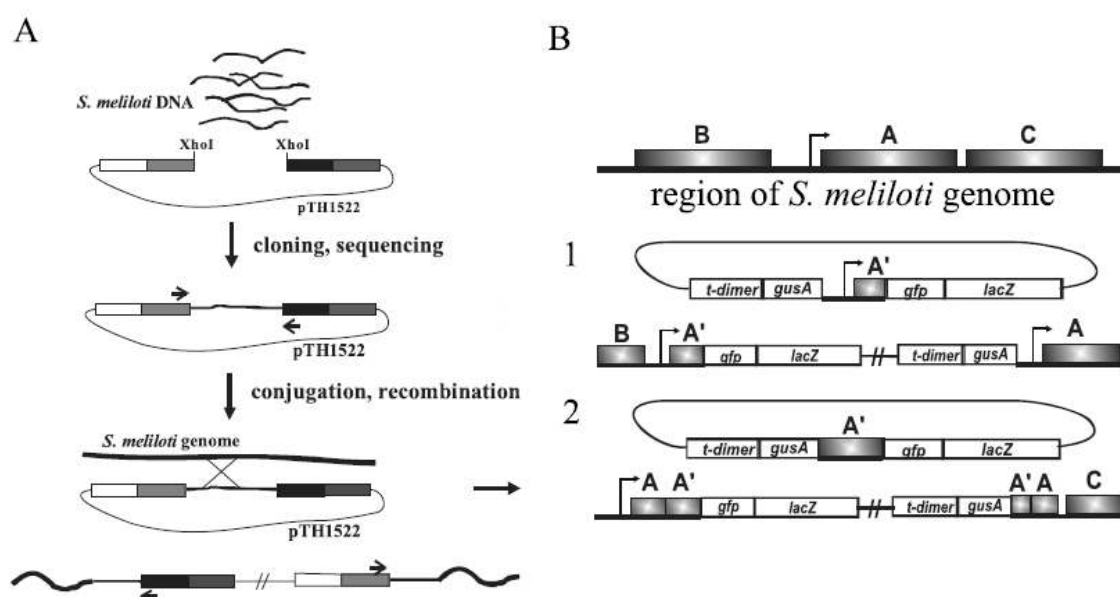 A
S. meliloti DNA
XhoI XhoI
pTH1522
cloning, sequencing
pTH1522
conjugation, recombination
S. meliloti genome
pTH1522
B
B A C
region of S. meliloti genome
1
A'
t-dimer gusA gfp lacZ
B A' A
gfp lacZ t-dimer gusA
2
A'
t-dimer gusA gfp lacZ
A A' A' A C
gfp lacZ t-dimer gusA